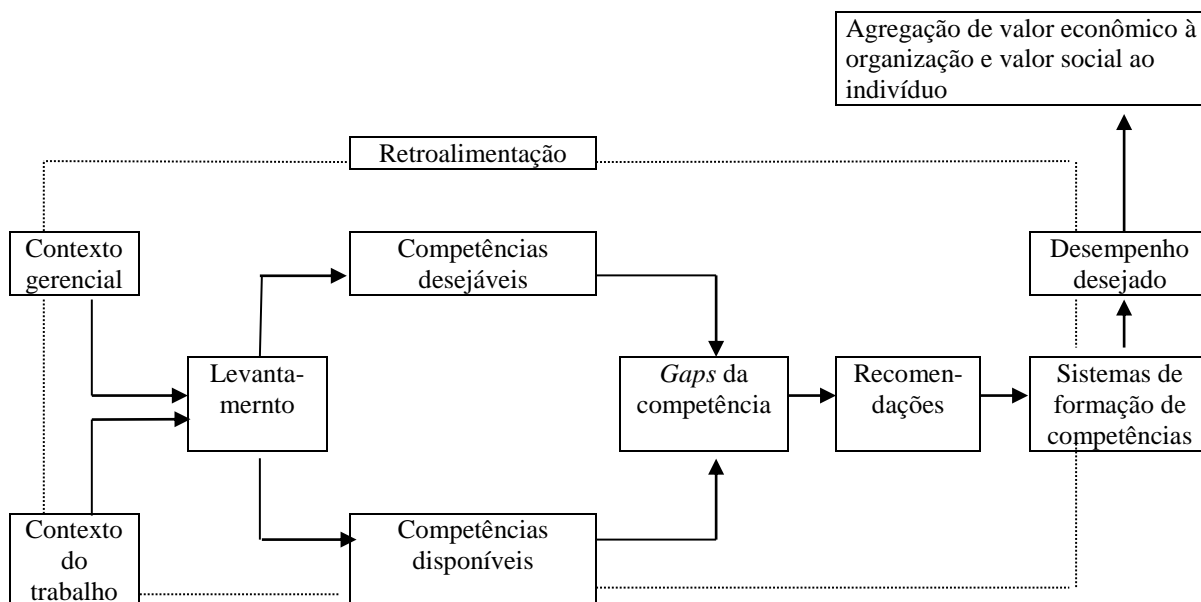 Agregação de valor econômico à
organização e valor social ao
indivíduo
Retroalimentação
Contexto
gerencial
Competências
desejáveis
Desempenho
desejado
Levanta-
mernto
Gaps da
competência
Recomen-
dações
Sistemas de
formação de
competências
Contexto
do
trabalho
Competências
disponíveis